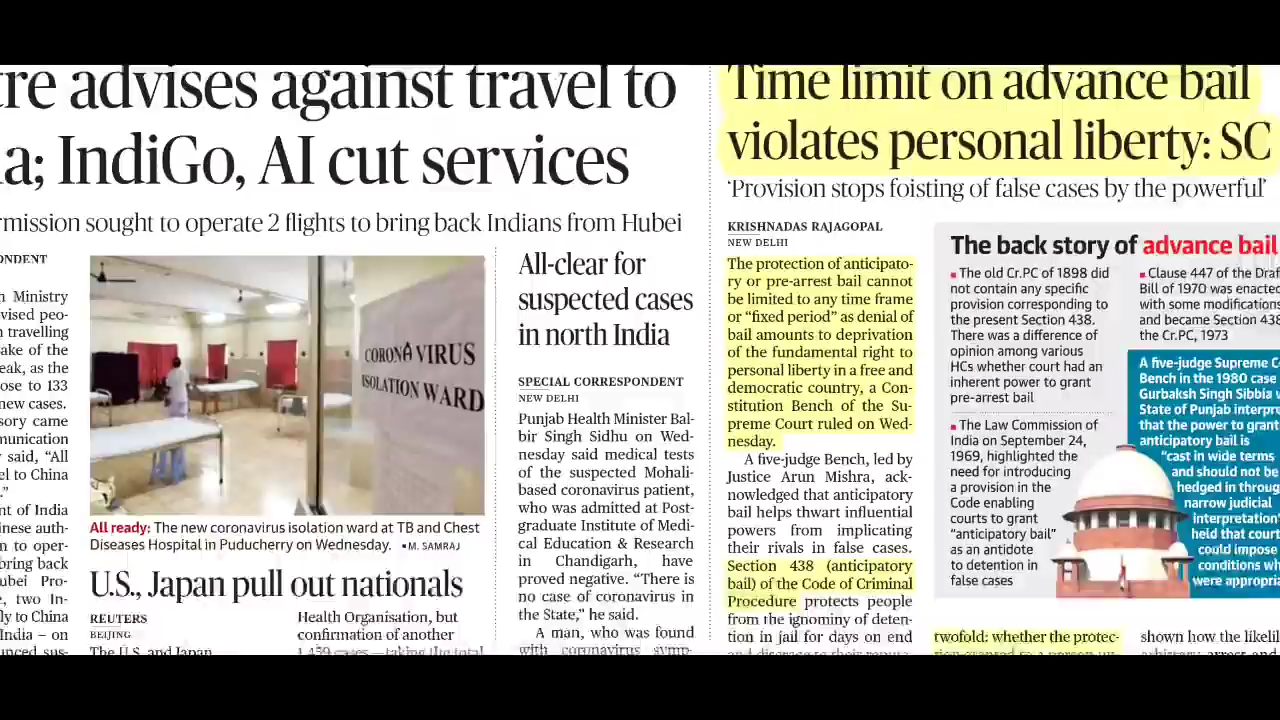 tre advises against travel to
a; IndiGo, AI cut services
rmission sought to operate 2 flights to bring back Indians from Hubei
ONDENT
n Ministry
vised peo-
n travelling
ake of the
eak, as the
ose to 133
new cases.
sory came
munication
y said, “All
el to China
.”
nt of India
inese auth-
n to oper-
bring back
ubei Pro-
e, two In-
ly to China
India – on
unced sus-
CORONA VIRUS
ISOLATION WARD
All ready: The new coronavirus isolation ward at TB and Chest
Diseases Hospital in Puducherry on Wednesday. ▪ M. SAMRAJ
U.S., Japan pull out nationals
REUTERS
BEIJING
The U.S. and Japan
Health Organisation, but
confirmation of another
1,459 cases — taking the total
All-clear for
suspected cases
in north India
SPECIAL CORRESPONDENT
NEW DELHI
Punjab Health Minister Bal-
bir Singh Sidhu on Wed-
nesday said medical tests
of the suspected Mohali-
based coronavirus patient,
who was admitted at Post-
graduate Institute of Medi-
cal Education & Research
in Chandigarh, have
proved negative. “There is
no case of coronavirus in
the State,” he said.
A man, who was found
with coronavirus symp-
Time limit on advance bail
violates personal liberty: SC
‘Provision stops foisting of false cases by the powerful’
KRISHNADAS RAJAGOPAL
NEW DELHI
The protection of anticipato-
ry or pre-arrest bail cannot
be limited to any time frame
or “fixed period” as denial of
bail amounts to deprivation
of the fundamental right to
personal liberty in a free and
democratic country, a Con-
stitution Bench of the Su-
preme Court ruled on Wed-
nesday.
A five-judge Bench, led by
Justice Arun Mishra, ack-
nowledged that anticipatory
bail helps thwart influential
powers from implicating
their rivals in false cases.
Section 438 (anticipatory
bail) of the Code of Criminal
Procedure protects people
from the ignominy of deten-
tion in jail for days on end
The back story of advance bail
▪ The old Cr.PC of 1898 did
not contain any specific
provision corresponding to
the present Section 438.
There was a difference of
opinion among various
HCs whether court had an
inherent power to grant
pre-arrest bail
▪ The Law Commission of
India on September 24,
1969, highlighted the
need for introducing
a provision in the
Code enabling
courts to grant
“anticipatory bail”
as an antidote
to detention in
false cases
▪ Clause 447 of the Draf
Bill of 1970 was enacted
with some modifications
and became Section 438
the Cr.PC, 1973
A five-judge Supreme C
Bench in the 1980 case
Gurbaksh Singh Sibbia v
State of Punjab interpre
that the power to grant
anticipatory bail is
“cast in wide terms
and should not be
hedged in throug
narrow judicial
interpretation”
held that court
could impose
conditions wh
were appropria
twofold: whether the protec-
shown how the likelih